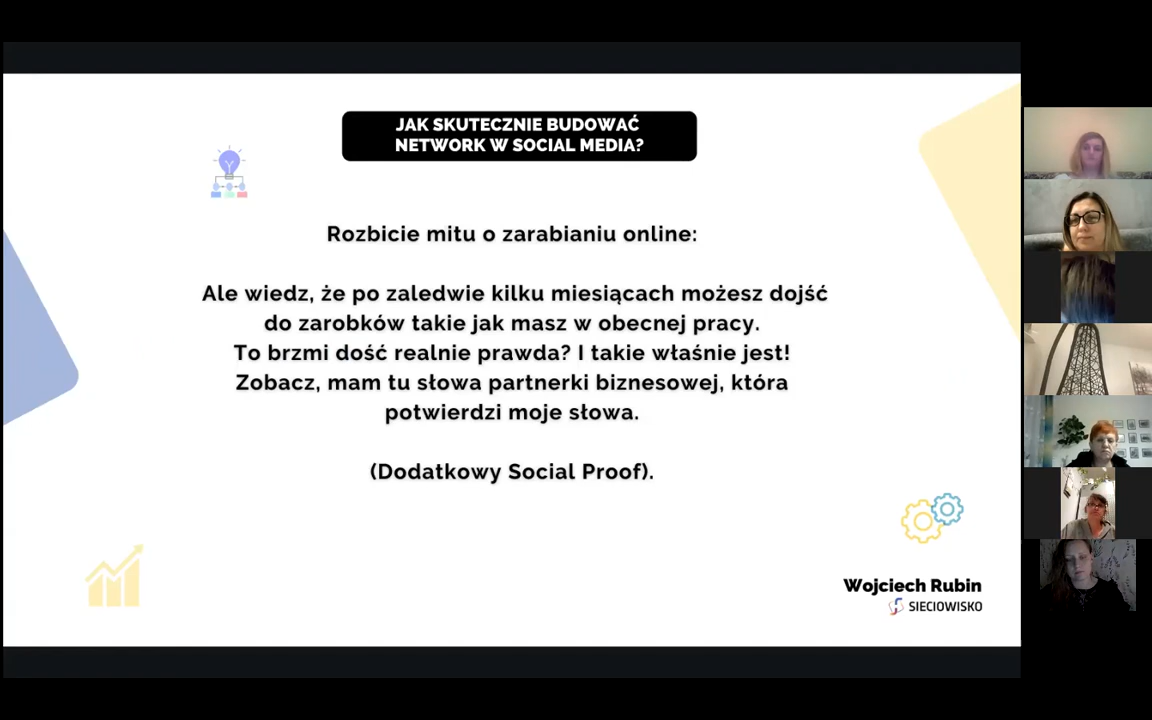 JAK SKUTECZNIE BUDOWAĆ
NETWORK W SOCIAL MEDIA?
Rozbicie mitu o zarabianiu online:
Ale wiedz, że po zaledwie kilku miesiącach możesz dojść
do zarobków takie jak masz w obecnej pracy.
To brzmi dość realnie prawda? I takie właśnie jest!
Zobacz, mam tu słowa partnerki biznesowej, która
potwierdzi moje słowa.
(Dodatkowy Social Proof).
Wojciech Rubin
SIECIOWISKO